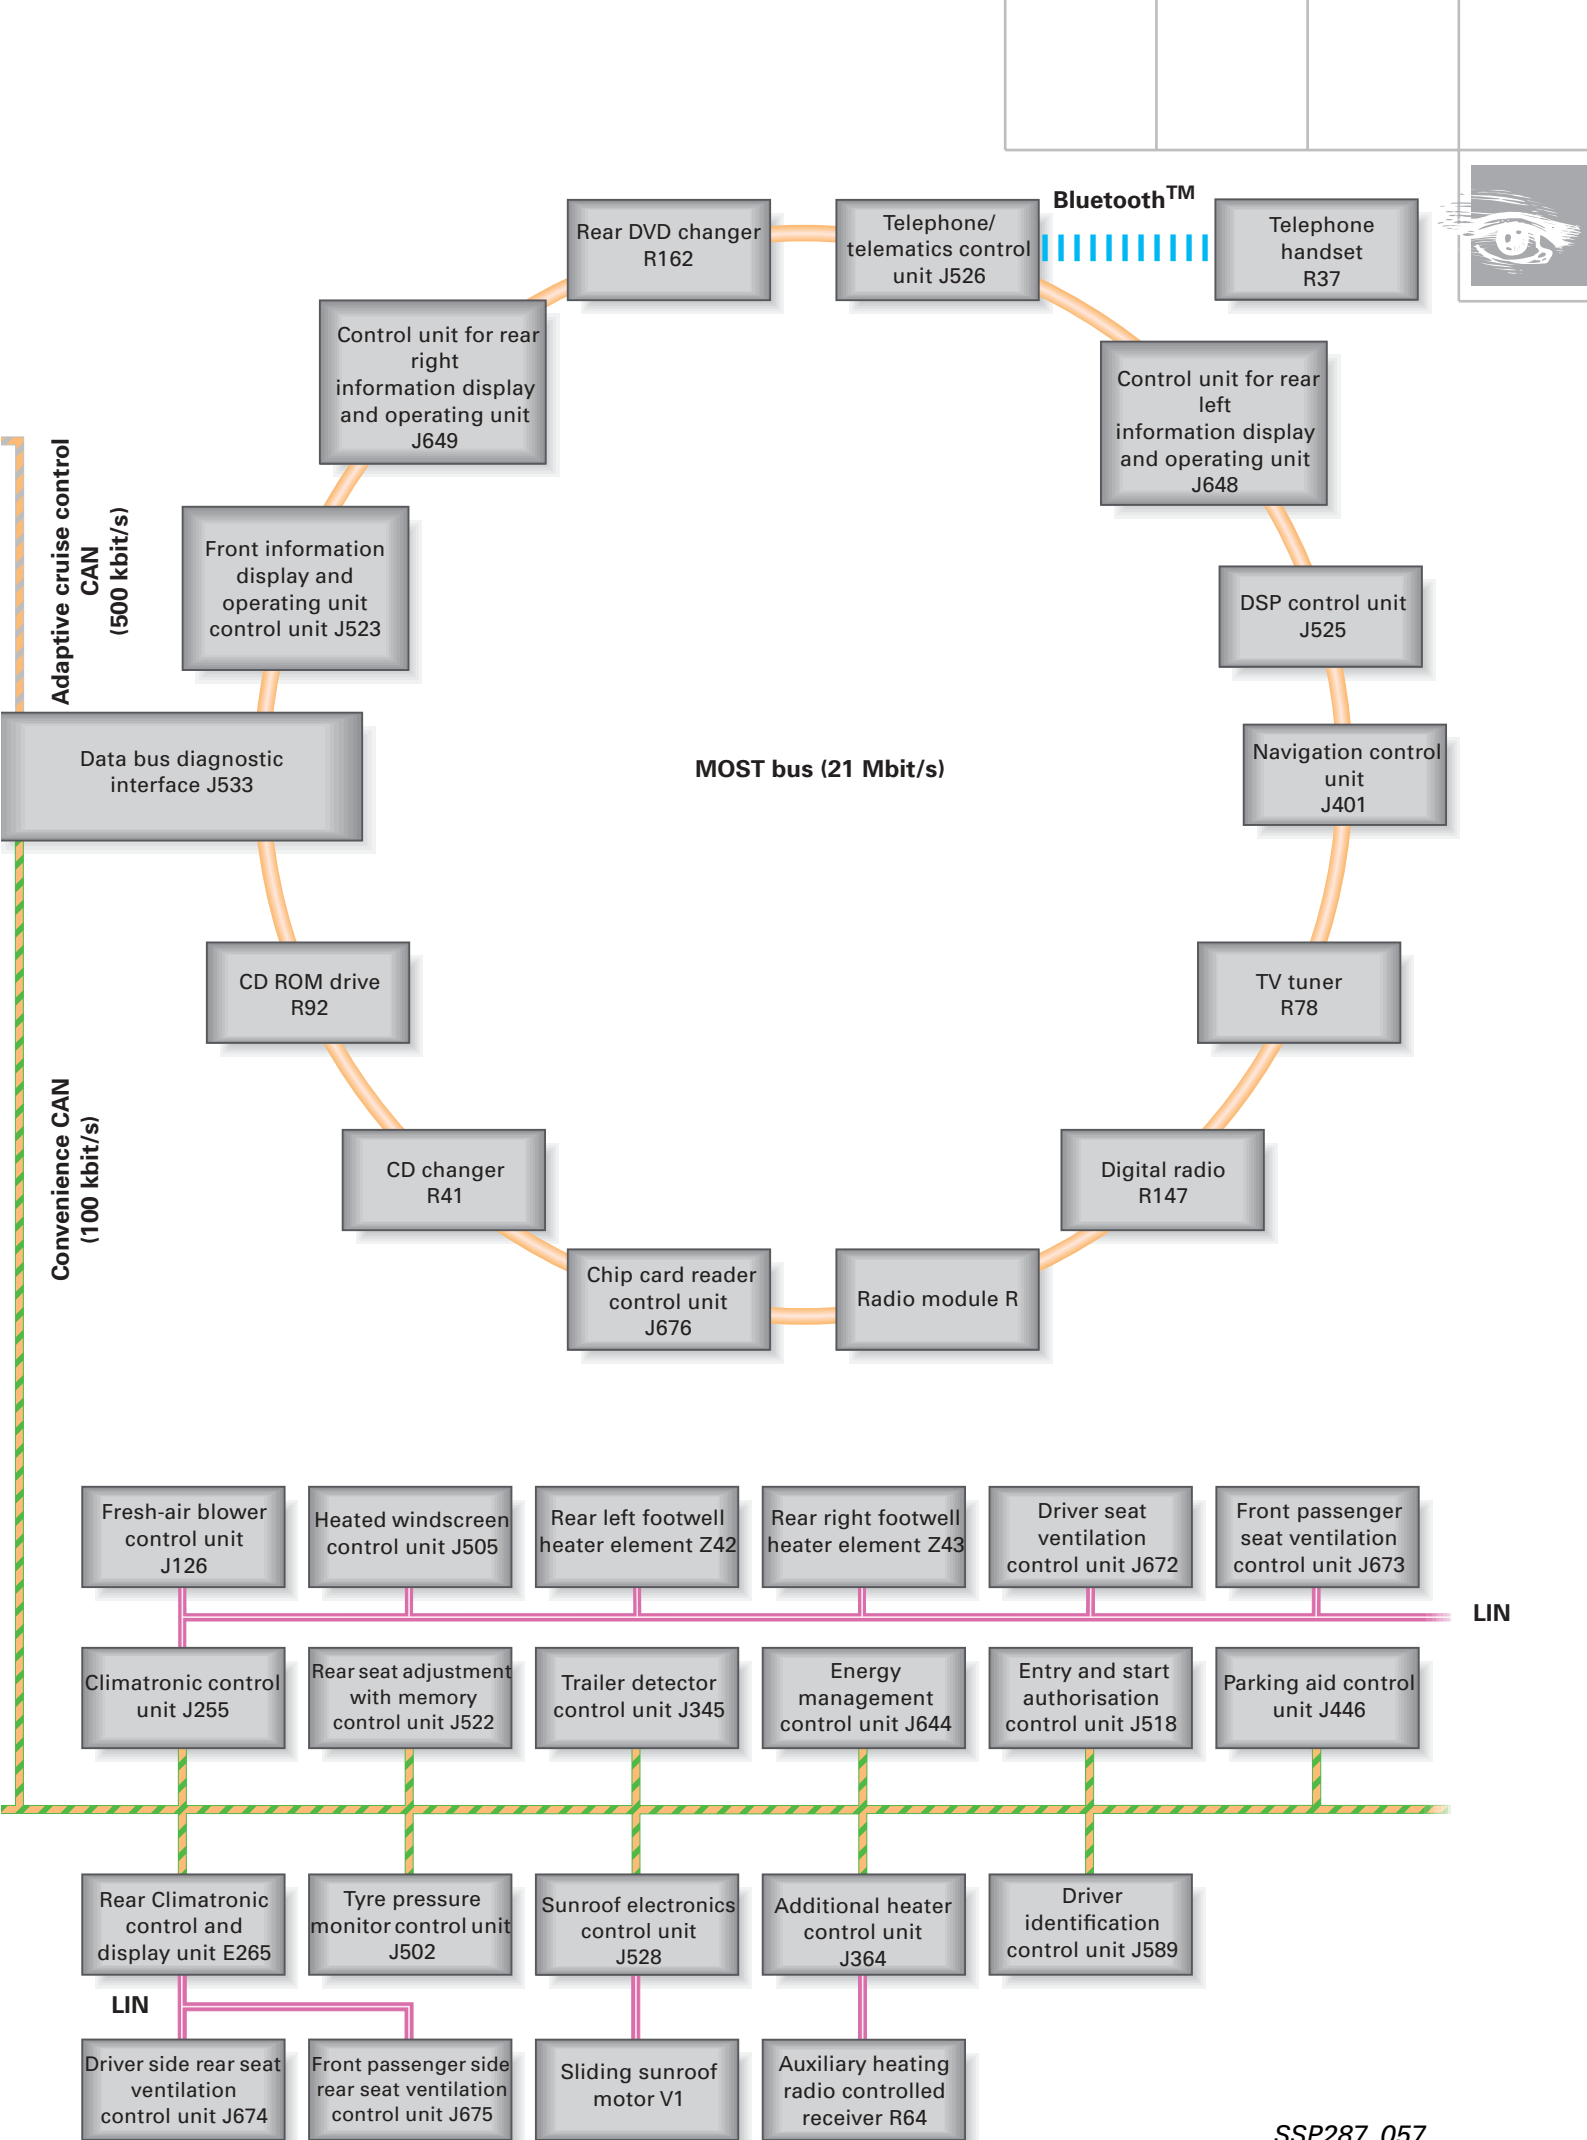 Bluetooth™
Rear DVD changer
R162
Telephone/
telematics control
unit J526
Telephone
handset
R37
Control unit for rear
right
information display
and operating unit
J649
Control unit for rear
left
information display
and operating unit
J648
Adaptive cruise control
CAN
(500 kbit/s)
Front information
display and
operating unit
control unit J523
DSP control unit
J525
Data bus diagnostic
interface J533
MOST bus (21 Mbit/s)
Navigation control
unit
J401
CD ROM drive
R92
TV tuner
R78
Convenience CAN
(100 kbit/s)
CD changer
R41
Digital radio
R147
Chip card reader
control unit
J676
Radio module R
Fresh-air blower
control unit
J126
Heated windscreen
control unit J505
Rear left footwell
heater element Z42
Rear right footwell
heater element Z43
Driver seat
ventilation
control unit J672
Front passenger
seat ventilation
control unit J673
LIN
Climatronic control
unit J255
Rear seat adjustment
with memory
control unit J522
Trailer detector
control unit J345
Energy
management
control unit J644
Entry and start
authorisation
control unit J518
Parking aid control
unit J446
Rear Climatronic
control and
display unit E265
Tyre pressure
monitor control unit
J502
Sunroof electronics
control unit
J528
Additional heater
control unit
J364
Driver
identification
control unit J589
LIN
Driver side rear seat
ventilation
control unit J674
Front passenger side
rear seat ventilation
control unit J675
Sliding sunroof
motor V1
Auxiliary heating
radio controlled
receiver R64
SSP287_057